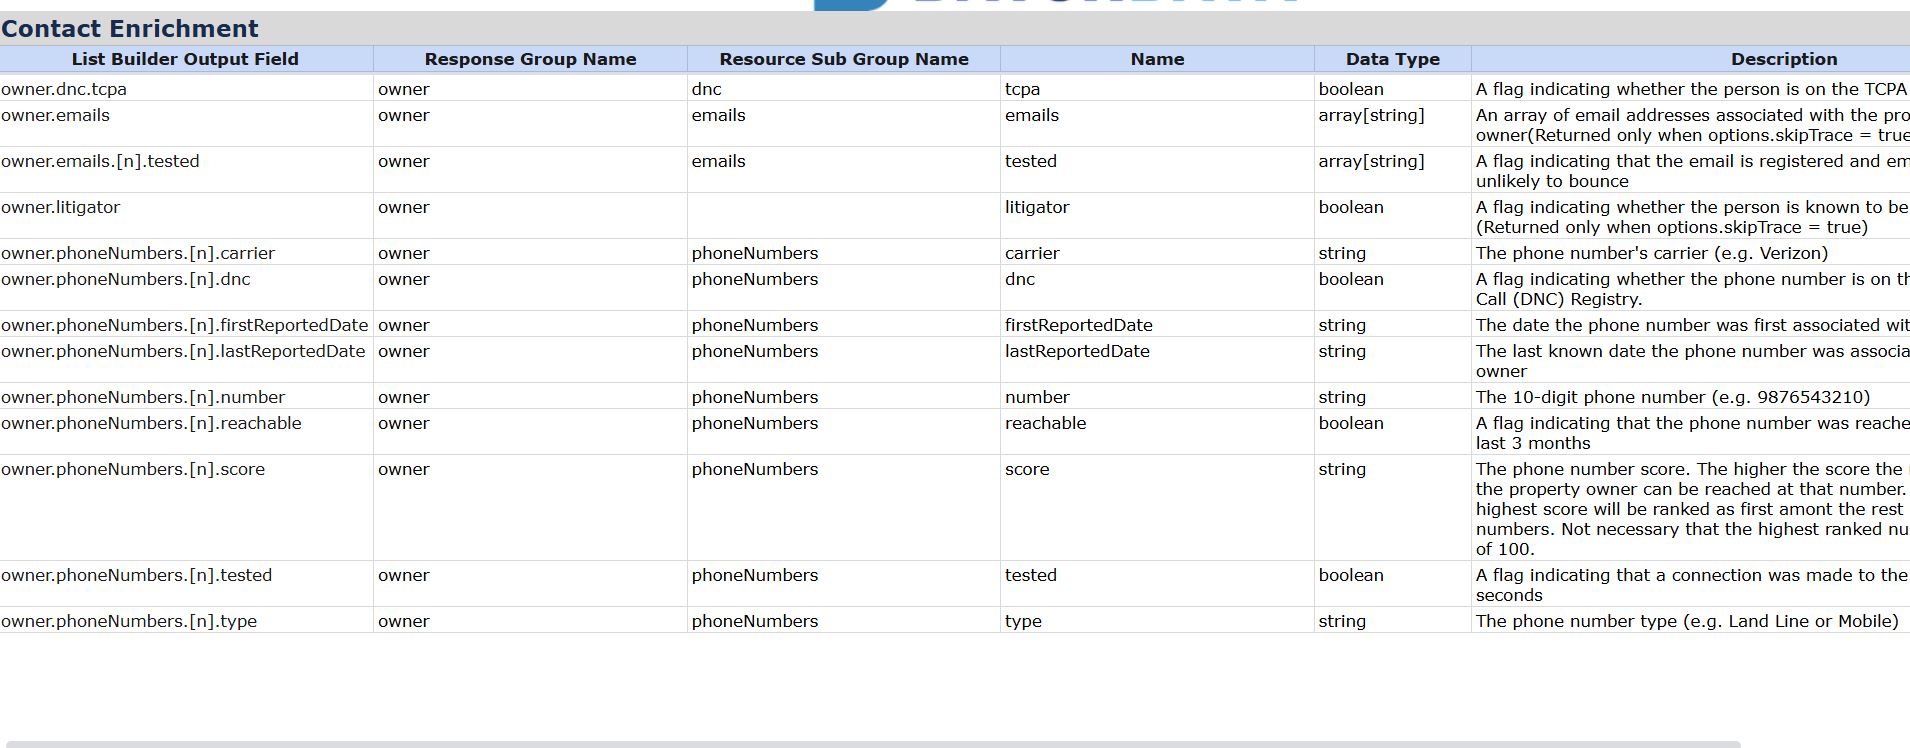 Contact Enrichment
List Builder Output Field Response Group Name Resource Sub Group Name Name Data Type Description
owner.dnc.tcpa owner dnc tcpa boolean A flag indicating whether the person is on the TCPA
owner.emails owner emails emails array[string] An array of email addresses associated with the pro
owner(Returned only when options.skipTrace = true
owner.emails.[n].tested owner emails tested array[string] A flag indicating that the email is registered and em
unlikely to bounce
owner.litigator owner litigator boolean A flag indicating whether the person is known to be
(Returned only when options.skipTrace = true)
owner.phoneNumbers.[n].carrier owner phoneNumbers carrier string The phone number's carrier (e.g. Verizon)
owner.phoneNumbers.[n].dnc owner phoneNumbers dnc boolean A flag indicating whether the phone number is on th
Call (DNC) Registry.
owner.phoneNumbers.[n].firstReportedDate owner phoneNumbers firstReportedDate string The date the phone number was first associated wit
owner.phoneNumbers.[n].lastReportedDate owner phoneNumbers lastReportedDate string The last known date the phone number was associa
owner
owner.phoneNumbers.[n].number owner phoneNumbers number string The 10-digit phone number (e.g. 9876543210)
owner.phoneNumbers.[n].reachable owner phoneNumbers reachable boolean A flag indicating that the phone number was reache
last 3 months
owner.phoneNumbers.[n].score owner phoneNumbers score string The phone number score. The higher the score the
the property owner can be reached at that number.
highest score will be ranked as first amont the rest
numbers. Not necessary that the highest ranked nu
of 100.
owner.phoneNumbers.[n].tested owner phoneNumbers tested boolean A flag indicating that a connection was made to the
seconds
owner.phoneNumbers.[n].type owner phoneNumbers type string The phone number type (e.g. Land Line or Mobile)